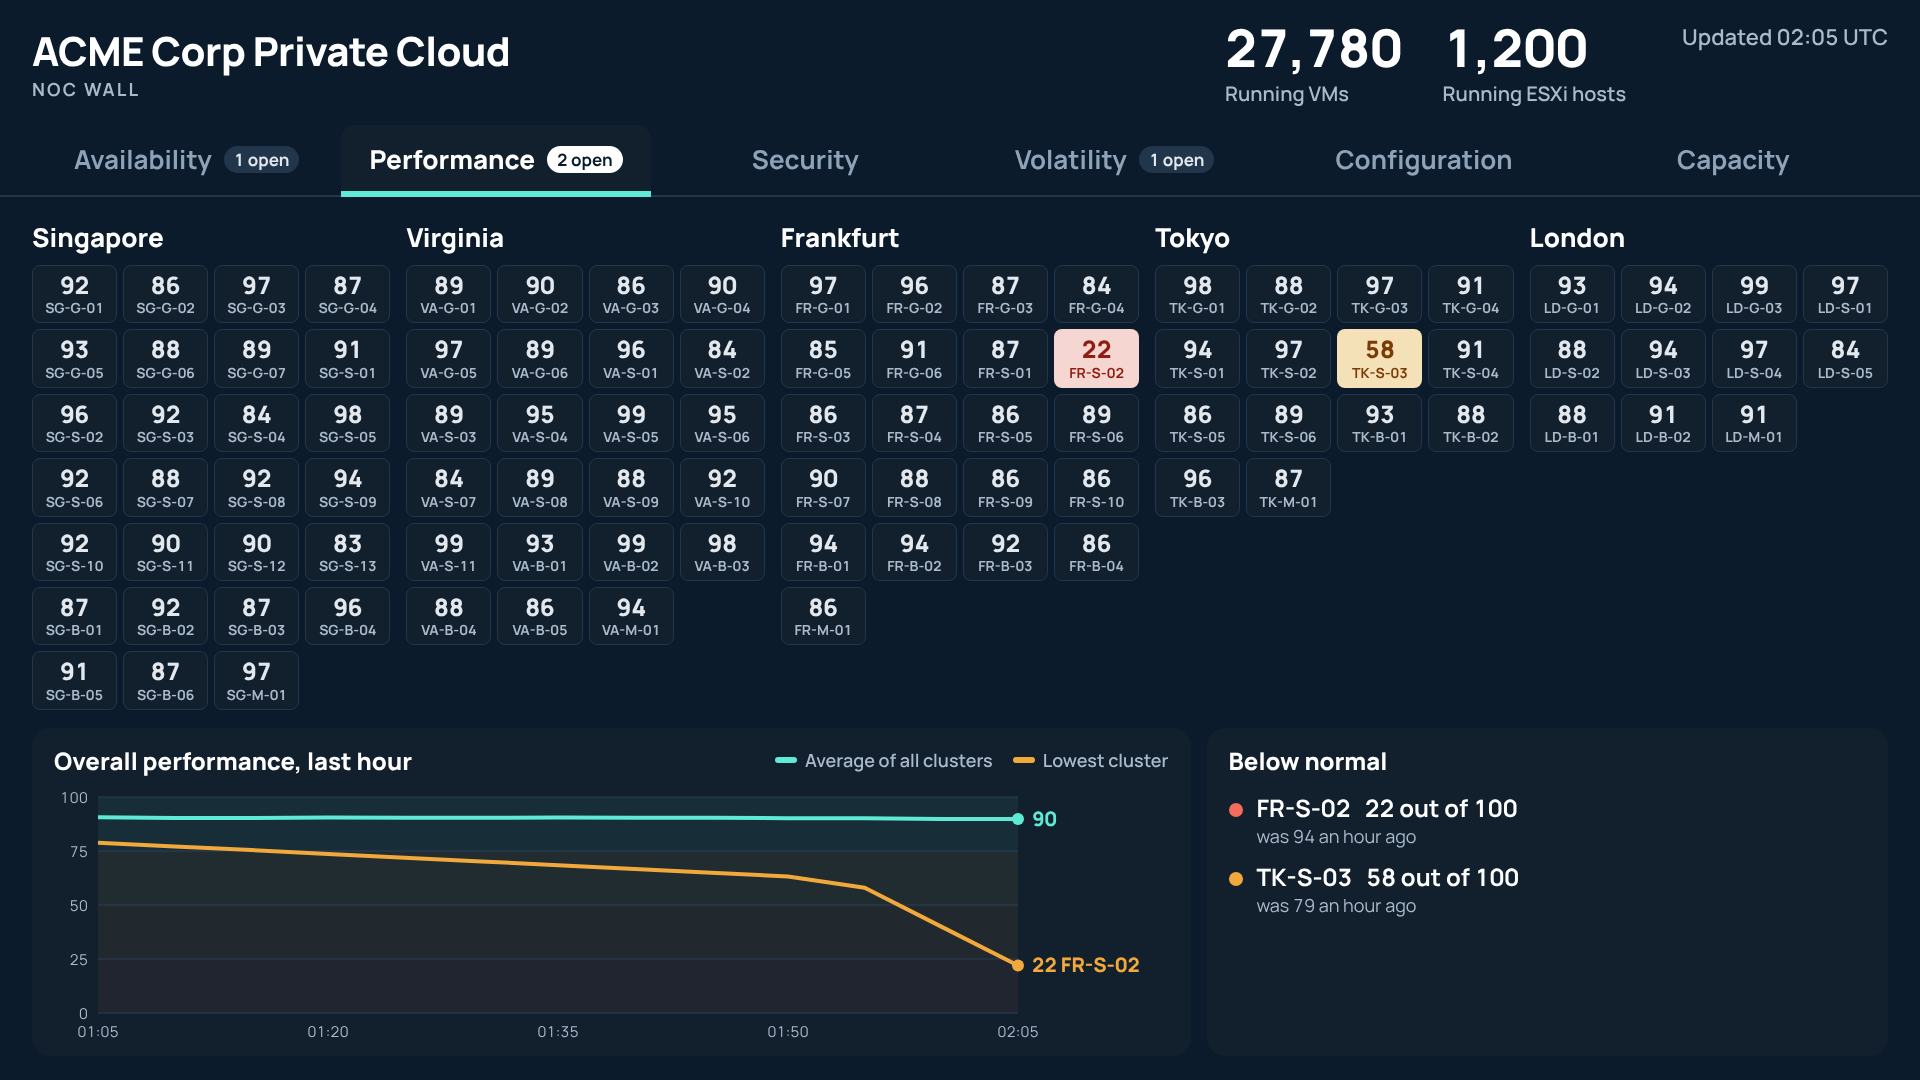 ACME Corp Private Cloud
NOC WALL
27,780
Running VMs
1,200
Running ESXi hosts
Updated 02:05 UTC
Availability 1 open
Performance 2 open
Security
Volatility 1 open
Configuration
Capacity
Singapore
92 86 97 87
SG-G-01 SG-G-02 SG-G-03 SG-G-04
93 88 89 91
SG-G-05 SG-G-06 SG-G-07 SG-S-01
96 92 84 98
SG-S-02 SG-S-03 SG-S-04 SG-S-05
92 88 92 94
SG-S-06 SG-S-07 SG-S-08 SG-S-09
92 90 90 83
SG-S-10 SG-S-11 SG-S-12 SG-S-13
87 92 87 96
SG-B-01 SG-B-02 SG-B-03 SG-B-04
91 87 97
SG-B-05 SG-B-06 SG-M-01
Virginia
89 90 86 90
VA-G-01 VA-G-02 VA-G-03 VA-G-04
97 89 96 84
VA-G-05 VA-G-06 VA-S-01 VA-S-02
89 95 99 95
VA-S-03 VA-S-04 VA-S-05 VA-S-06
84 89 88 92
VA-S-07 VA-S-08 VA-S-09 VA-S-10
99 93 99 98
VA-S-11 VA-B-01 VA-B-02 VA-B-03
88 86 94
VA-B-04 VA-B-05 VA-M-01
Frankfurt
97 96 87 84
FR-G-01 FR-G-02 FR-G-03 FR-G-04
85 91 87 22
FR-G-05 FR-G-06 FR-S-01 FR-S-02
86 87 86 89
FR-S-03 FR-S-04 FR-S-05 FR-S-06
90 88 86 86
FR-S-07 FR-S-08 FR-S-09 FR-S-10
94 94 92 86
FR-B-01 FR-B-02 FR-B-03 FR-B-04
86
FR-M-01
Tokyo
98 88 97 91
TK-G-01 TK-G-02 TK-G-03 TK-G-04
94 97 58 91
TK-S-01 TK-S-02 TK-S-03 TK-S-04
86 89 93 88
TK-S-05 TK-S-06 TK-B-01 TK-B-02
96 87
TK-B-03 TK-M-01
London
93 94 99 97
LD-G-01 LD-G-02 LD-G-03 LD-S-01
88 94 97 84
LD-S-02 LD-S-03 LD-S-04 LD-S-05
88 91 91
LD-B-01 LD-B-02 LD-M-01
Overall performance, last hour
Average of all clusters
Lowest cluster
100
75
50
25
0
01:05 01:20 01:35 01:50 02:05
90
22 FR-S-02
Below normal
FR-S-02 22 out of 100
was 94 an hour ago
TK-S-03 58 out of 100
was 79 an hour ago